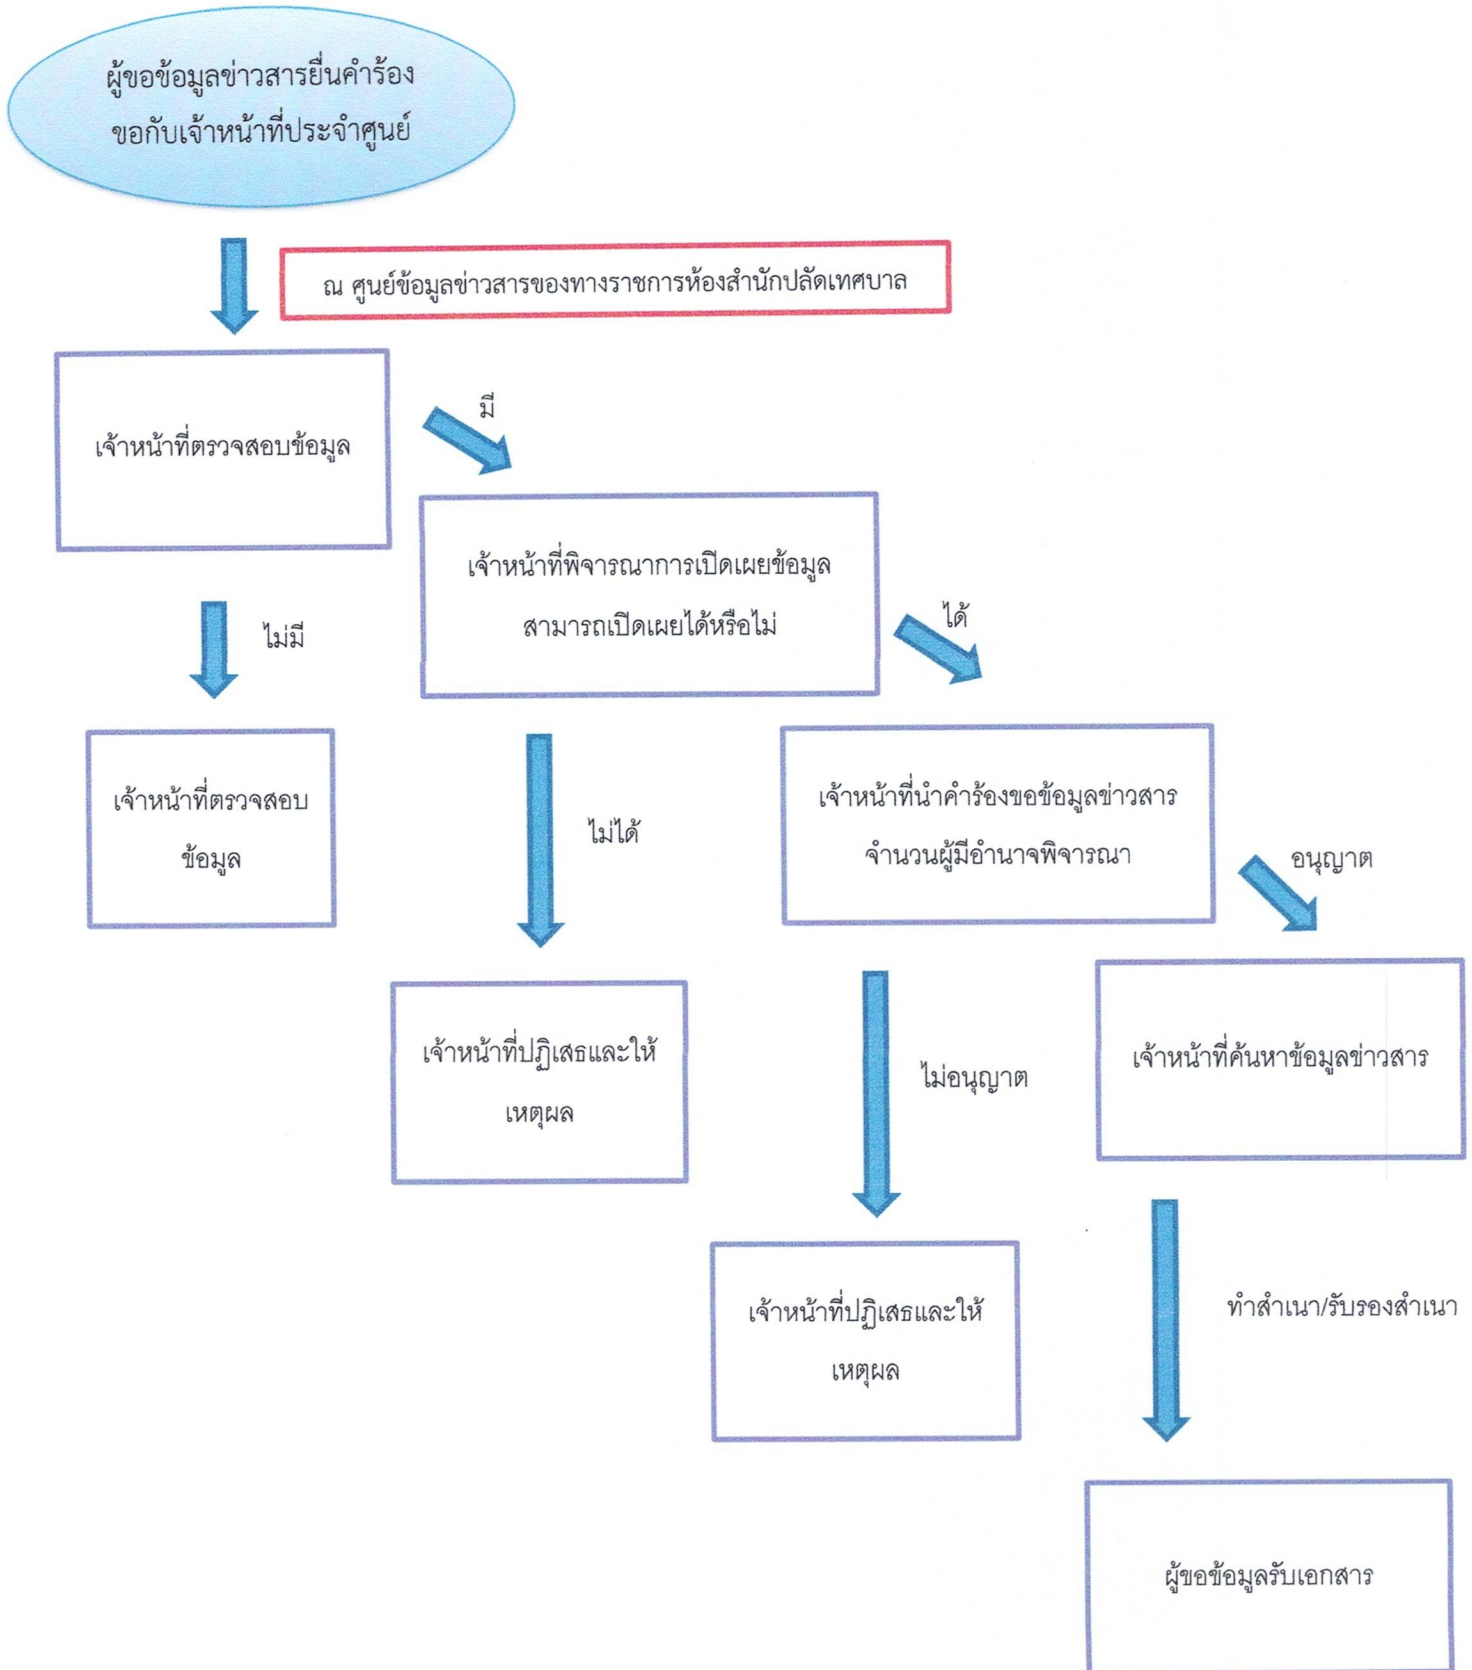 ผู้ขอข้อมูลข่าวสารยื่นคำร้อง
ขอกับเจ้าหน้าที่ประจำศูนย์
ณ ศูนย์ข้อมูลข่าวสารของทางราชการห้องสำนักปลัดเทศบาล
เจ้าหน้าที่ตรวจสอบข้อมูล
มี
เจ้าหน้าที่พิจารณาการเปิดเผยข้อมูล
สามารถเปิดเผยได้หรือไม่
ได้
ไม่มี
เจ้าหน้าที่ตรวจสอบ
ข้อมูล
ไม่ได้
เจ้าหน้าที่นำคำร้องขอข้อมูลข่าวสาร
จำนวนผู้มีอำนาจพิจารณา
อนุญาต
เจ้าหน้าที่ปฏิเสธและให้
เหตุผล
ไม่อนุญาต
เจ้าหน้าที่ค้นหาข้อมูลข่าวสาร
เจ้าหน้าที่ปฏิเสธและให้
เหตุผล
ทำสำเนา/รับรองสำเนา
ผู้ขอข้อมูลรับเอกสาร